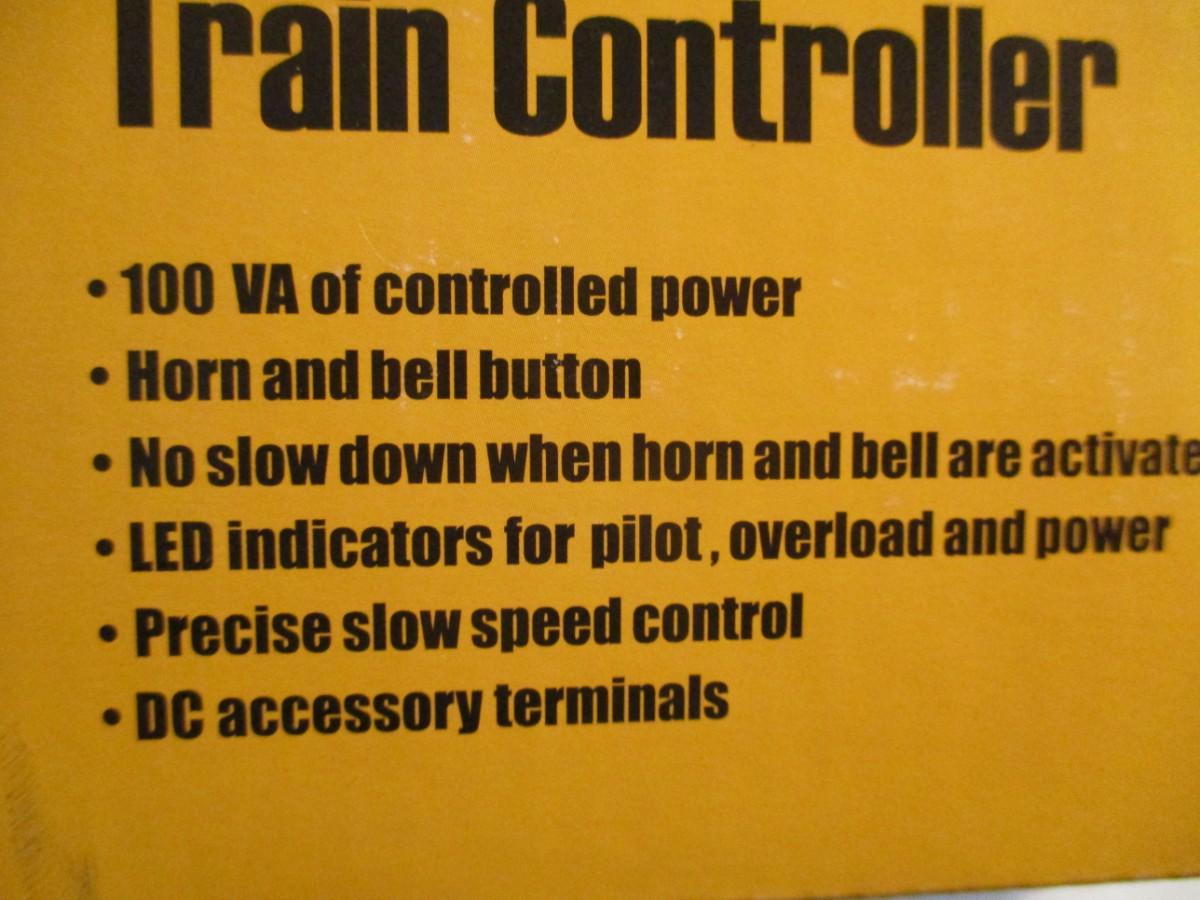 Train Controller
• 100 VA of controlled power
• Horn and bell button
• No slow down when horn and bell are activate
• LED indicators for pilot, overload and power
• Precise slow speed control
• DC accessory terminals